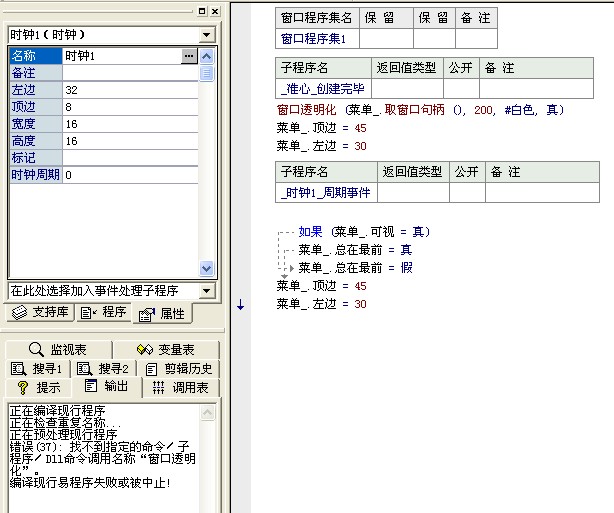 时钟1（时钟）
名称 时钟1 ...
备注
左边 32
顶边 8
宽度 16
高度 16
标记
时钟周期 0
在此处选择加入事件处理子程序
支持库 程序 属性
监视表 变量表
搜寻1 搜寻2 剪辑历史
提示 输出 调用表
正在编译现行程序
正在检查重复名称...
正在预处理现行程序
错误(37): 找不到指定的命令／子
程序／Dll命令调用名称“窗口透明
化”。
编译现行易程序失败或被中止!
窗口程序集名 保 留 保 留 备 注
窗口程序集1
子程序名 返回值类型 公开 备 注
_准心_创建完毕
窗口透明化 (菜单_.取窗口句柄 (), 200, #白色, 真)
菜单_.顶边 = 45
菜单_.左边 = 30
子程序名 返回值类型 公开 备 注
_时钟1_周期事件
如果 (菜单_.可视 = 真)
菜单_.总在最前 = 真
菜单_.总在最前 = 假
菜单_.顶边 = 45
菜单_.左边 = 30